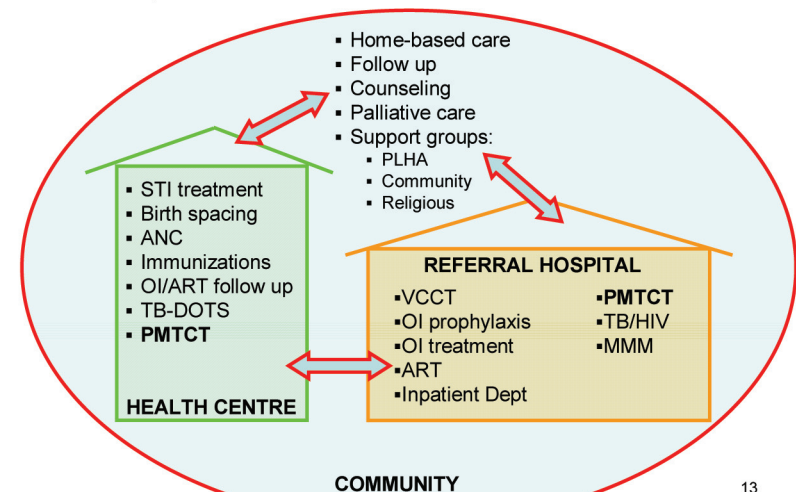 ▪ Home-based care
▪ Follow up
▪ Counseling
▪ Palliative care
▪ Support groups:
▪ PLHA
▪ Community
▪ Religious
▪ STI treatment
▪ Birth spacing
▪ ANC
▪ Immunizations
▪ OI/ART follow up
▪ TB-DOTS
▪ PMTCT
HEALTH CENTRE
REFERRAL HOSPITAL
▪VCCT
▪OI prophylaxis
▪OI treatment
▪ART
▪Inpatient Dept
▪PMTCT
▪TB/HIV
▪MMM
COMMUNITY
13